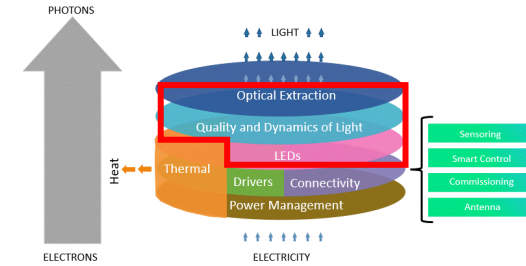 PHOTONS
LIGHT
Optical Extraction
Quality and Dynamics of Light
LEDs
Thermal
Heat
Drivers
Connectivity
Power Management
Sensoring
Smart Control
Commissioning
Antenna
ELECTRONS
ELECTRICITY